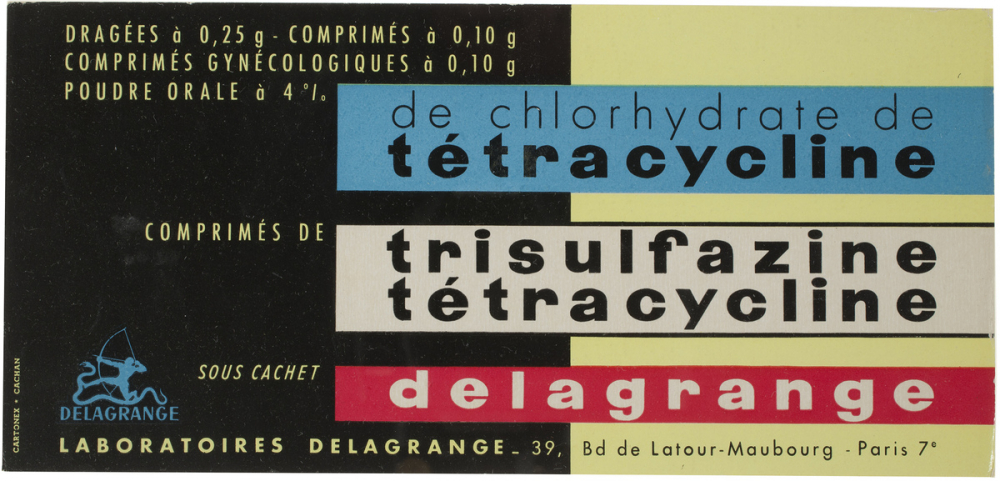 DRAGÉES à 0,25 g - COMPRIMÉS à 0,10 g
COMPRIMÉS GYNÉCOLOGIQUES à 0,10 g
POUDRE ORALE à 4 %
de chlorhydrate de
tétracycline
COMPRIMÉS DE
trisulfazine
tétracycline
SOUS CACHET
delagrange
DELAGRANGE
LABORATOIRES DELAGRANGE - 39, Bd de Latour-Maubourg - Paris 7e
CARTONEX • CACHAN